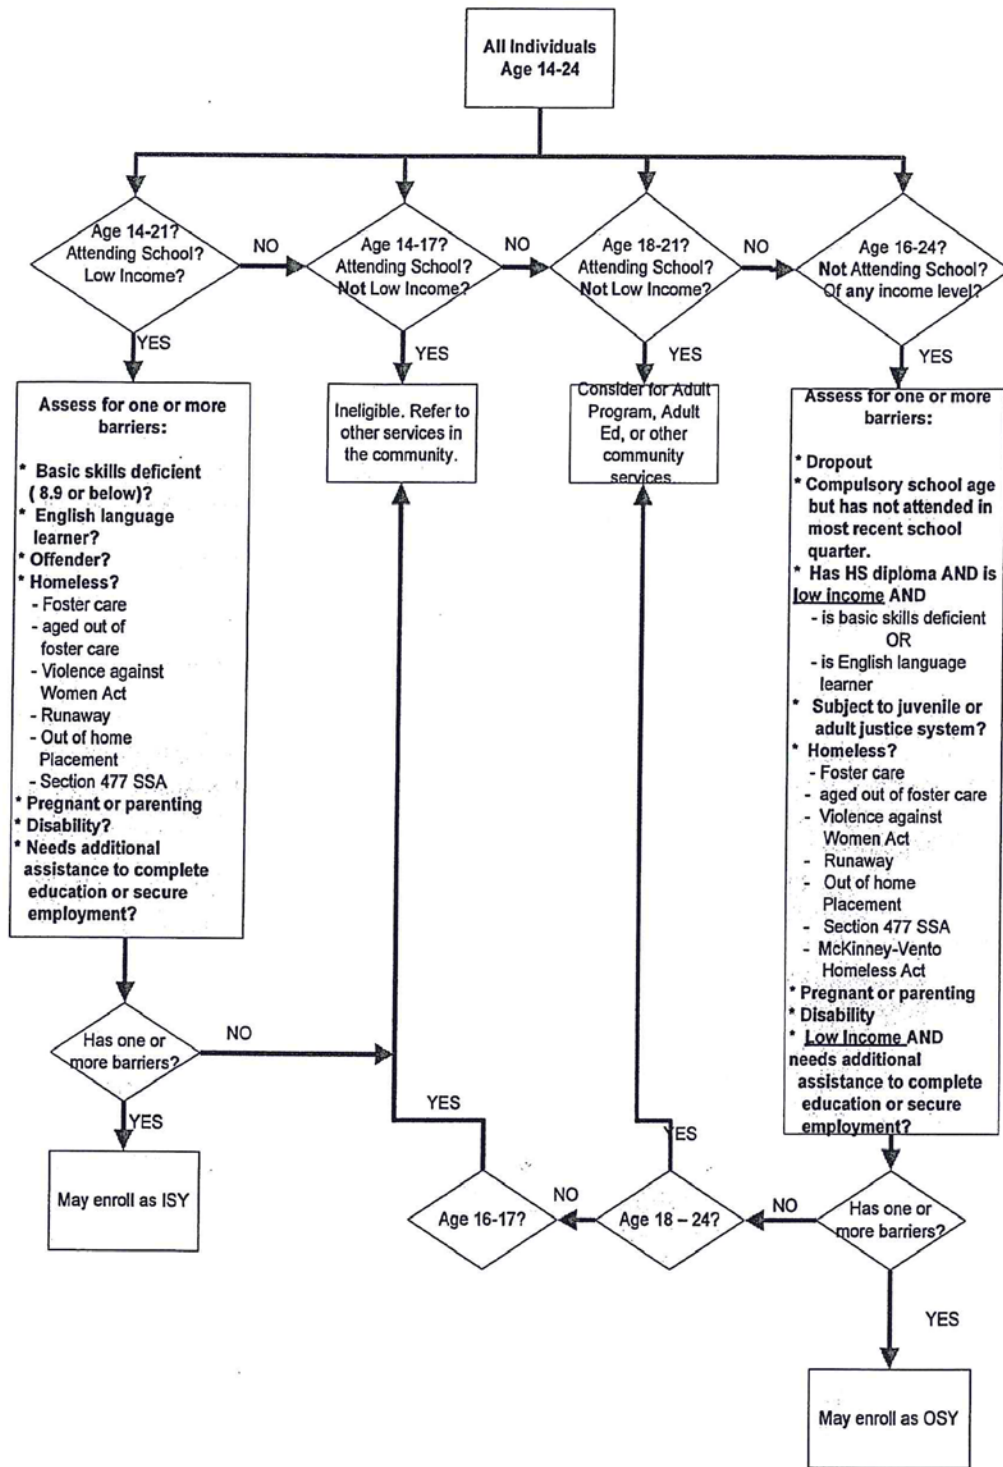 All Individuals
Age 14-24
Age 14-21?
Attending School?
Low Income?
NO
Age 14-17?
Attending School?
Not Low Income?
NO
Age 18-21?
Attending School?
Not Low Income?
NO
Age 16-24?
Not Attending School?
Of any income level?
YES
YES
YES
YES
Assess for one or more
barriers:
* Basic skills deficient
( 8.9 or below)?
* English language
learner?
* Offender?
* Homeless?
- Foster care
- aged out of
foster care
- Violence against
Women Act
- Runaway
- Out of home
Placement
- Section 477 SSA
* Pregnant or parenting
* Disability?
* Needs additional
assistance to complete
education or secure
employment?
Ineligible. Refer to
other services in
the community.
Consider for Adult
Program, Adult
Ed, or other
community
services.
Assess for one or more
barriers:
* Dropout
* Compulsory school age
but has not attended in
most recent school
quarter.
* Has HS diploma AND is
low income AND
- is basic skills deficient
OR
- is English language
learner
* Subject to juvenile or
adult justice system?
* Homeless?
- Foster care
- aged out of foster care
- Violence against
Women Act
- Runaway
- Out of home
Placement
- Section 477 SSA
- McKinney-Vento
Homeless Act
* Pregnant or parenting
* Disability
* Low Income AND
needs additional
assistance to complete
education or secure
employment?
Has one or
more barriers?
NO
YES
May enroll as ISY
YES
Age 16-17?
NO
YES
Age 18 – 24?
NO
Has one or
more barriers?
YES
May enroll as OSY